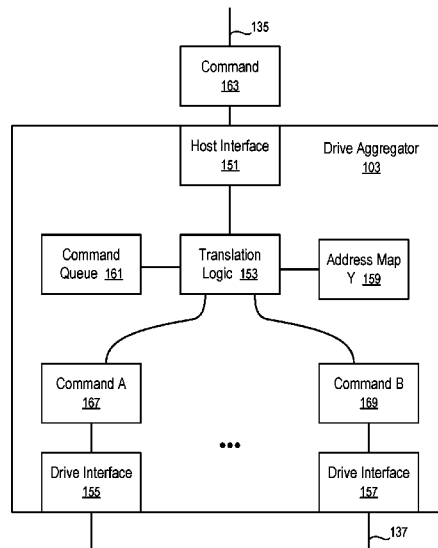 135
Command
163
Host Interface
151
Drive Aggregator
103
Command
Queue 161
Translation
Logic 153
Address Map
Y 159
Command A
167
Command B
169
...
Drive Interface
155
Drive Interface
157
137